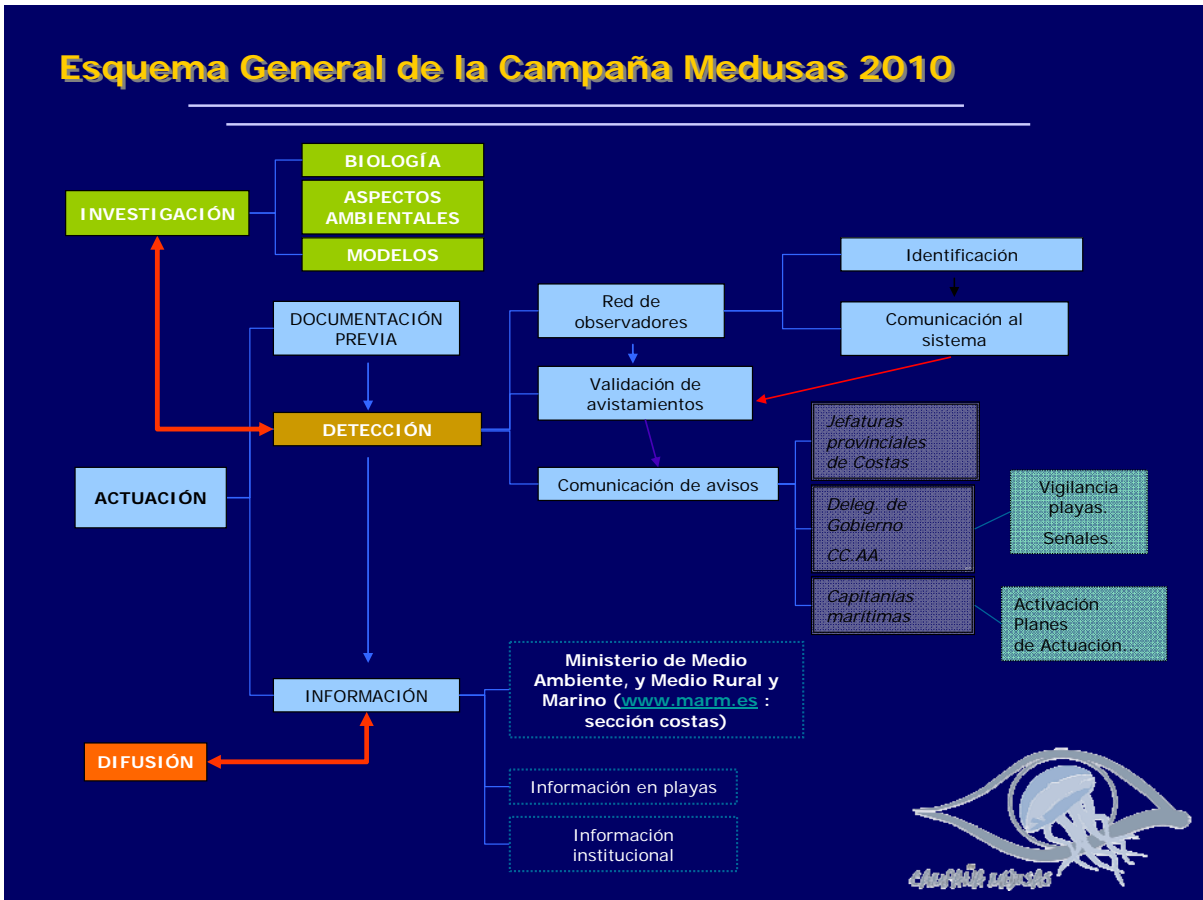 Esquema General de la Campaña Medusas 2010
BIOLOGÍA
INVESTIGACIÓN
ASPECTOS
AMBIENTALES
MODELOS
Identificación
Red de
observadores
Comunicación al
sistema
DOCUMENTACIÓN
PREVIA
Validación de
avistamientos
DETECCIÓN
Jefaturas
provinciales
de Costas
ACTUACIÓN
Comunicación de avisos
Deleg. de
Gobierno
CC.AA.
Vigilancia
playas.
Señales.
Capitanías
marítimas
Activación
Planes
de Actuación...
INFORMACIÓN
Ministerio de Medio
Ambiente, y Medio Rural y
Marino (www.marm.es :
sección costas)
DIFUSIÓN
Información en playas
Información
institucional
CAMPAÑA MEDUSAS